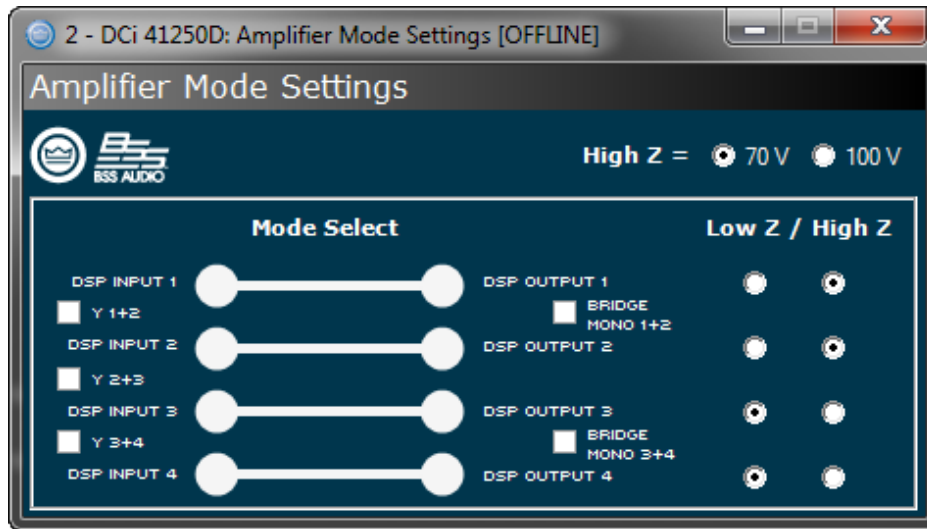 2 - DCi 41250D: Amplifier Mode Settings [OFFLINE]
Amplifier Mode Settings
BSS AUDIO
High Z = 70 V 100 V
Mode Select Low Z / High Z
DSP INPUT 1 DSP OUTPUT 1
Y 1+2 BRIDGE
MONO 1+2
DSP INPUT 2 DSP OUTPUT 2
Y 2+3
DSP INPUT 3 DSP OUTPUT 3
Y 3+4 BRIDGE
MONO 3+4
DSP INPUT 4 DSP OUTPUT 4